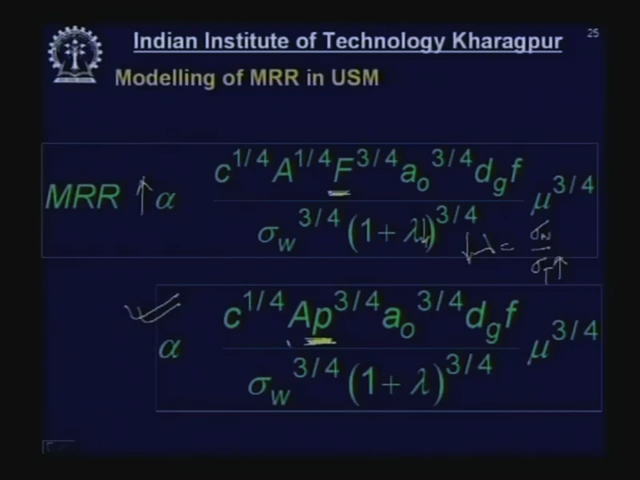 25
Indian Institute of Technology Kharagpur
Modelling of MRR in USM
MRR ↑ α c^{1/4} A^{1/4} F^{3/4} a_o^{3/4} d_g f / σ_w^{3/4} (1+λ↓)^{3/4} μ^{3/4}
↓λ = σ_w / σ_T ↑
α c^{1/4} Ap^{3/4} a_o^{3/4} d_g f / σ_w^{3/4} (1+λ)^{3/4} μ^{3/4}